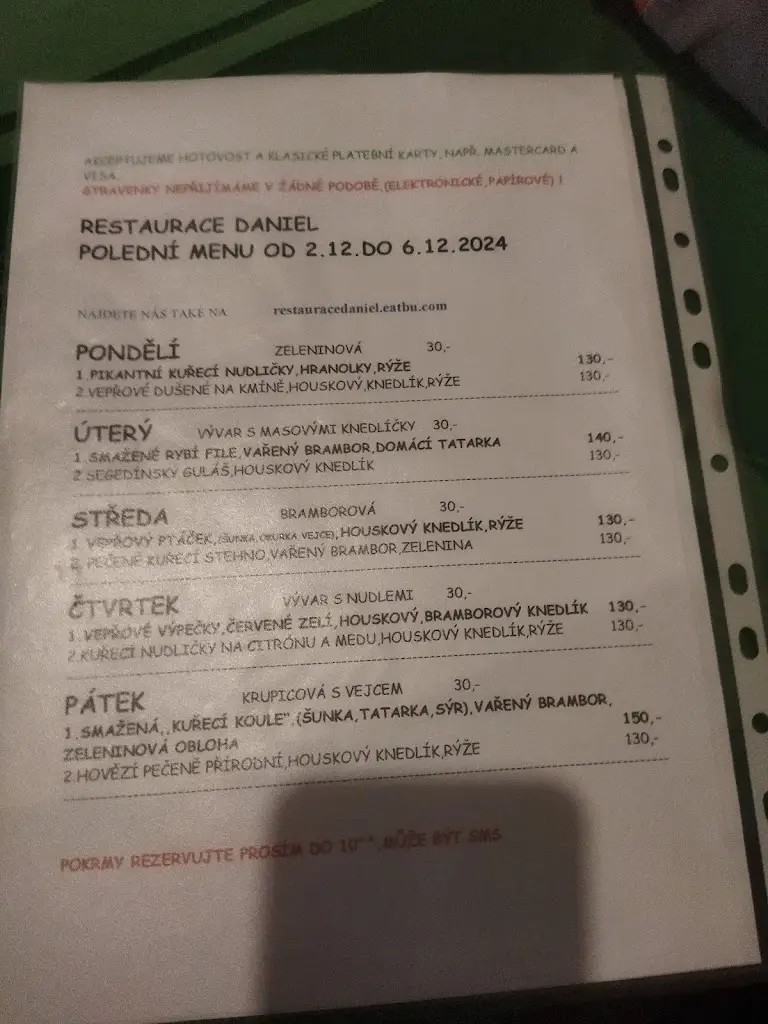 AKCEPTUJEME HOTOVOST A KLASICKÉ PLATEBNÍ KARTY, NAPŘ. MASTERCARD A
VISA.
STRAVENKY NEPŘIJÍMÁME V ŽÁDNÉ PODOBĚ,(ELEKTRONICKÉ,PAPÍROVÉ) !
RESTAURACE DANIEL
POLEDNÍ MENU OD 2.12.DO 6.12.2024
NAJDETE NÁS TAKÉ NA restauracedaniel.eatbu.com
PONDĚLÍ ZELENINOVÁ 30,-
1.PIKANTNÍ KUŘECÍ NUDLIČKY,HRANOLKY,RÝŽE 130,-
2.VEPŘOVÉ DUŠENÉ NA KMÍNĚ,HOUSKOVÝ,KNEDLÍK,RÝŽE 130,-
ÚTERÝ VÝVAR S MASOVÝMI KNEDLÍČKY 30,-
1.SMAŽENÉ RYBÍ FILE,VAŘENÝ BRAMBOR,DOMÁCÍ TATARKA 140,-
2.SEGEDÍNSKÝ GULÁŠ,HOUSKOVÝ KNEDLÍK 130,-
STŘEDA BRAMBOROVÁ 30,-
1.VEPŘOVÝ PTÁČEK,(ŠUNKA,OKURKA,VEJCE),HOUSKOVÝ KNEDLÍK,RÝŽE 130,-
2.PEČENÉ KUŘECÍ STEHNO,VAŘENÝ BRAMBOR,ZELENINA 130,-
ČTVRTEK VÝVAR S NUDLEMI 30,-
1.VEPŘOVÉ VÝPEČKY,ČERVENÉ ZELÍ,HOUSKOVÝ,BRAMBOROVÝ KNEDLÍK 130,-
2.KUŘECÍ NUDLIČKY NA CITRÓNU A MEDU,HOUSKOVÝ KNEDLÍK,RÝŽE 130,-
PÁTEK KRUPICOVÁ S VEJCEM 30,-
1.SMAŽENÁ,,KUŘECÍ KOULE",(ŠUNKA,TATARKA,SÝR),VAŘENÝ BRAMBOR,
ZELENINOVÁ OBLOHA 150,-
2.HOVĚZÍ PEČENĚ PŘÍRODNÍ,HOUSKOVÝ KNEDLÍK,RÝŽE 130,-
POKRMY REZERVUJTE PROSÍM DO 10 ,MŮŽE BÝT SMS